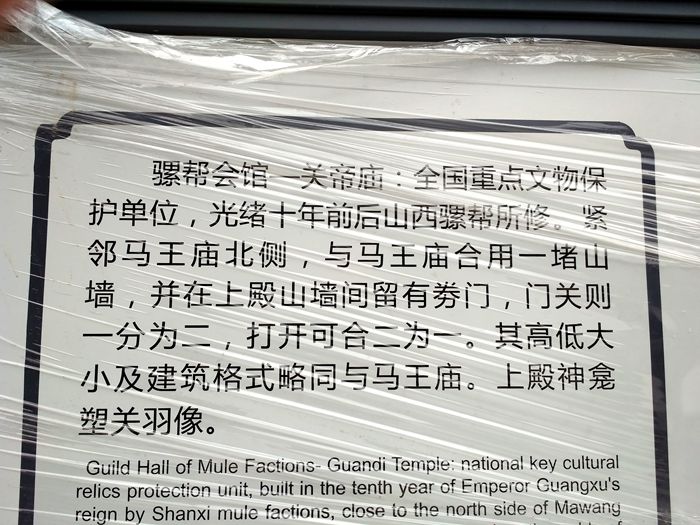 骡帮会馆—关帝庙：全国重点文物保
护单位，光绪十年前后山西骡帮所修。紧
邻马王庙北侧，与马王庙合用一堵山
墙，并在上殿山墙间留有券门，门关则
一分为二，打开可合二为一。其高低大
小及建筑格式略同与马王庙。上殿神龛
塑关羽像。
Guild Hall of Mule Factions- Guandi Temple: national key cultural
relics protection unit, built in the tenth year of Emperor Guangxu's
reign by Shanxi mule factions, close to the north side of Mawang